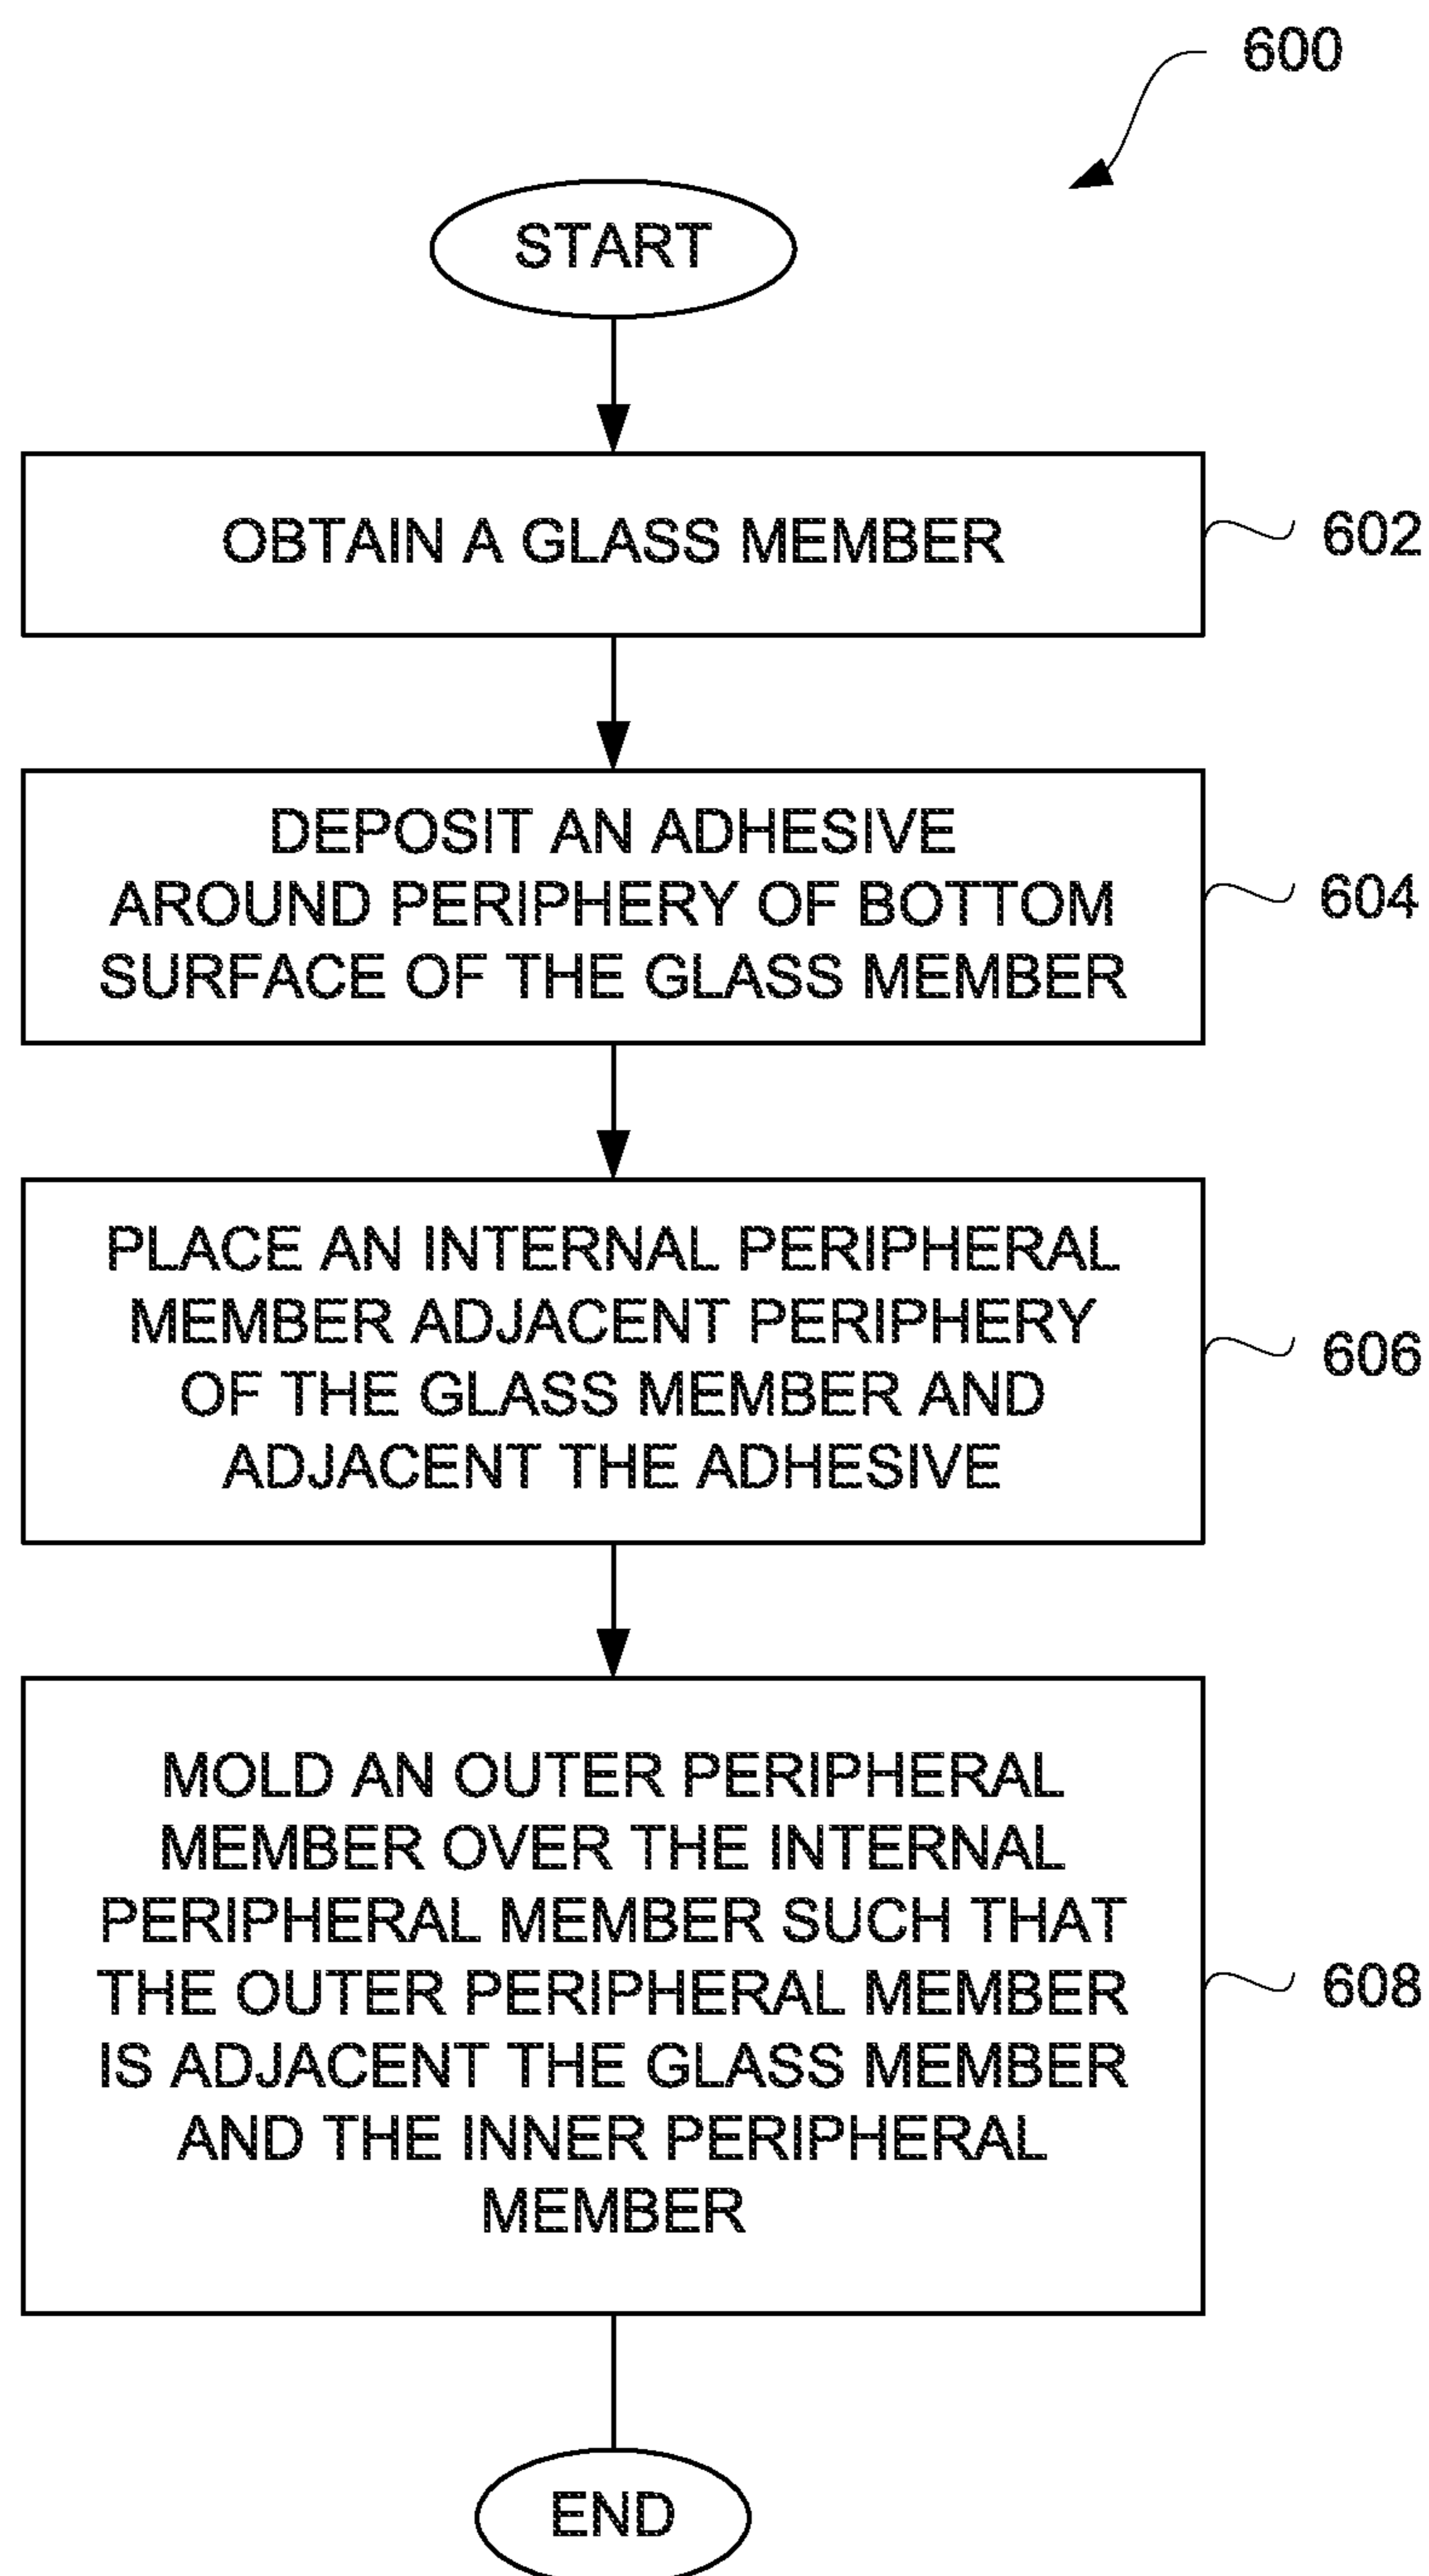 600
START
OBTAIN A GLASS MEMBER
602
DEPOSIT AN ADHESIVE
AROUND PERIPHERY OF BOTTOM
SURFACE OF THE GLASS MEMBER
604
PLACE AN INTERNAL PERIPHERAL
MEMBER ADJACENT PERIPHERY
OF THE GLASS MEMBER AND
ADJACENT THE ADHESIVE
606
MOLD AN OUTER PERIPHERAL
MEMBER OVER THE INTERNAL
PERIPHERAL MEMBER SUCH THAT
THE OUTER PERIPHERAL MEMBER
IS ADJACENT THE GLASS MEMBER
AND THE INNER PERIPHERAL
MEMBER
608
END